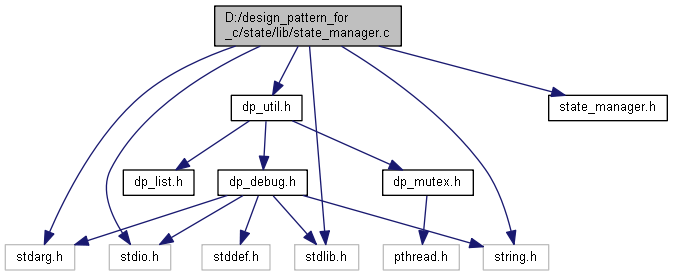 D:/design_pattern_for
_c/state/lib/state_manager.c
dp_util.h
state_manager.h
dp_list.h
dp_debug.h
dp_mutex.h
stdarg.h
stdio.h
stddef.h
stdlib.h
pthread.h
string.h